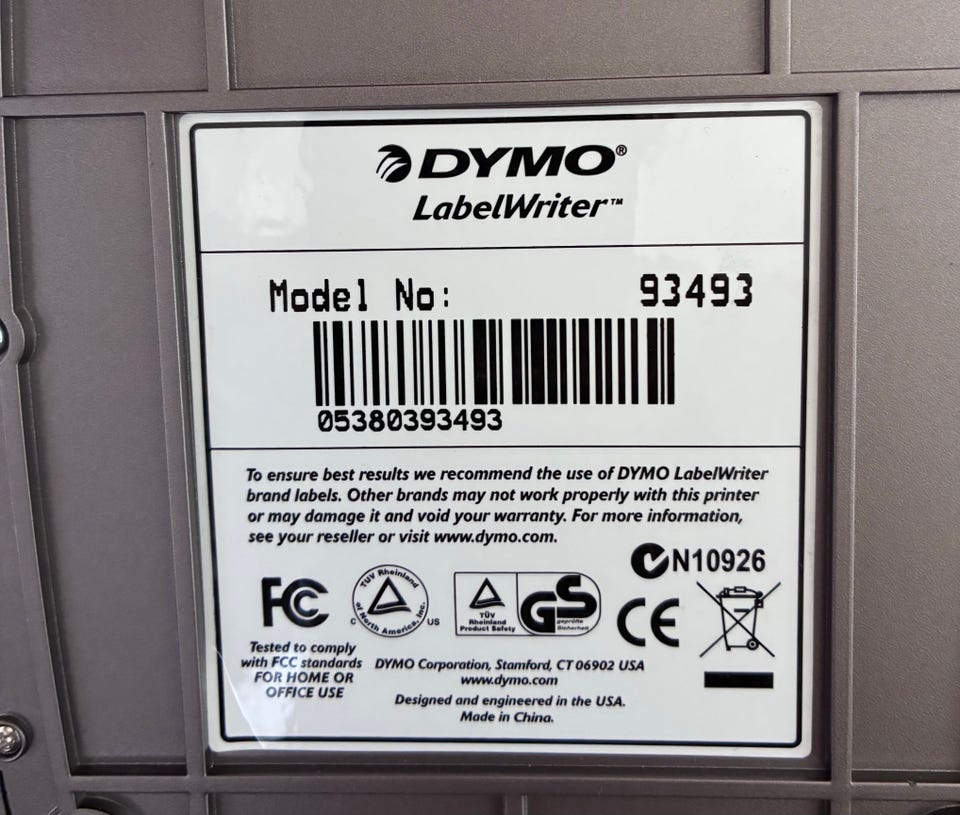 DYMO®
LabelWriter™
Model No: 93493
05380393493
To ensure best results we recommend the use of DYMO LabelWriter
brand labels. Other brands may not work properly with this printer
or may damage it and void your warranty. For more information,
see your reseller or visit www.dymo.com.
N10926
FC
TUV Rheinland
of North America, Inc.
C US
TÜV
Rheinland
Product Safety
GS
geprüfte
Sicherheit
CE
Tested to comply
with FCC standards
FOR HOME OR
OFFICE USE
DYMO Corporation, Stamford, CT 06902 USA
www.dymo.com
Designed and engineered in the USA.
Made in China.